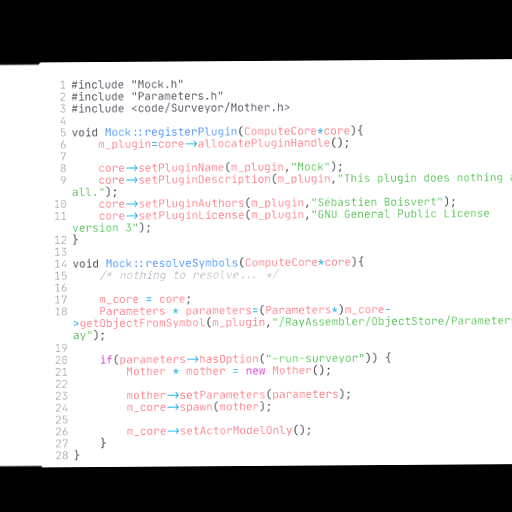 1 #include "Mock.h"
2 #include "Parameters.h"
3 #include <code/Surveyor/Mother.h>
4
5 void Mock::registerPlugin(ComputeCore*core){
6 m_plugin=core->allocatePluginHandle();
7
8 core->setPluginName(m_plugin,"Mock");
9 core->setPluginDescription(m_plugin,"This plugin does nothing a
all.");
10 core->setPluginAuthors(m_plugin,"Sébastien Boisvert");
11 core->setPluginLicense(m_plugin,"GNU General Public License
version 3");
12 }
13
14 void Mock::resolveSymbols(ComputeCore*core){
15 /* nothing to resolve... */
16
17 m_core = core;
18 Parameters * parameters=(Parameters*)m_core-
>getObjectFromSymbol(m_plugin,"/RayAssembler/ObjectStore/Parameter
ay");
19
20 if(parameters->hasOption("-run-surveyor")) {
21 Mother * mother = new Mother();
22
23 mother->setParameters(parameters);
24 m_core->spawn(mother);
25
26 m_core->setActorModelOnly();
27 }
28 }